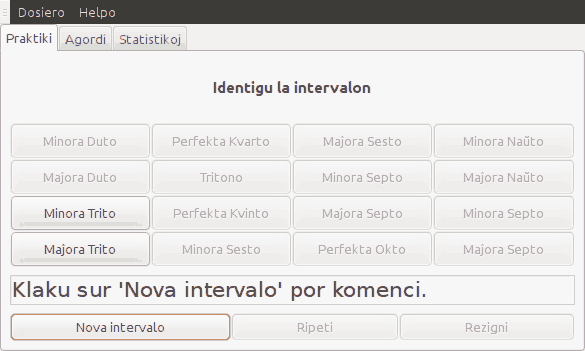 Dosiero Helpo
Praktiki Agordi Statistikoj
Identigu la intervalon
Minora Duto Perfekta Kvarto Majora Sesto Minora Naŭto
Majora Duto Tritono Minora Septo Majora Naŭto
Minora Trito Perfekta Kvinto Majora Septo Minora Septo
Majora Trito Minora Sesto Perfekta Okto Majora Septo
Klaku sur 'Nova intervalo' por komenci.
Nova intervalo Ripeti Rezigni